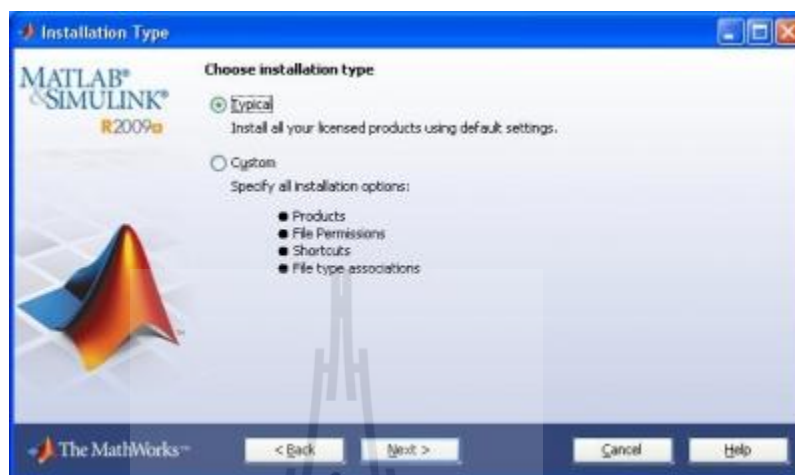 Installation Type
MATLAB®
&SIMULINK®
R2009a
Choose installation type
Typical
Install all your licensed products using default settings.
Custom
Specify all installation options:
● Products
● File Permissions
● Shortcuts
● File type associations
The MathWorks™
< Back
Next >
Cancel
Help